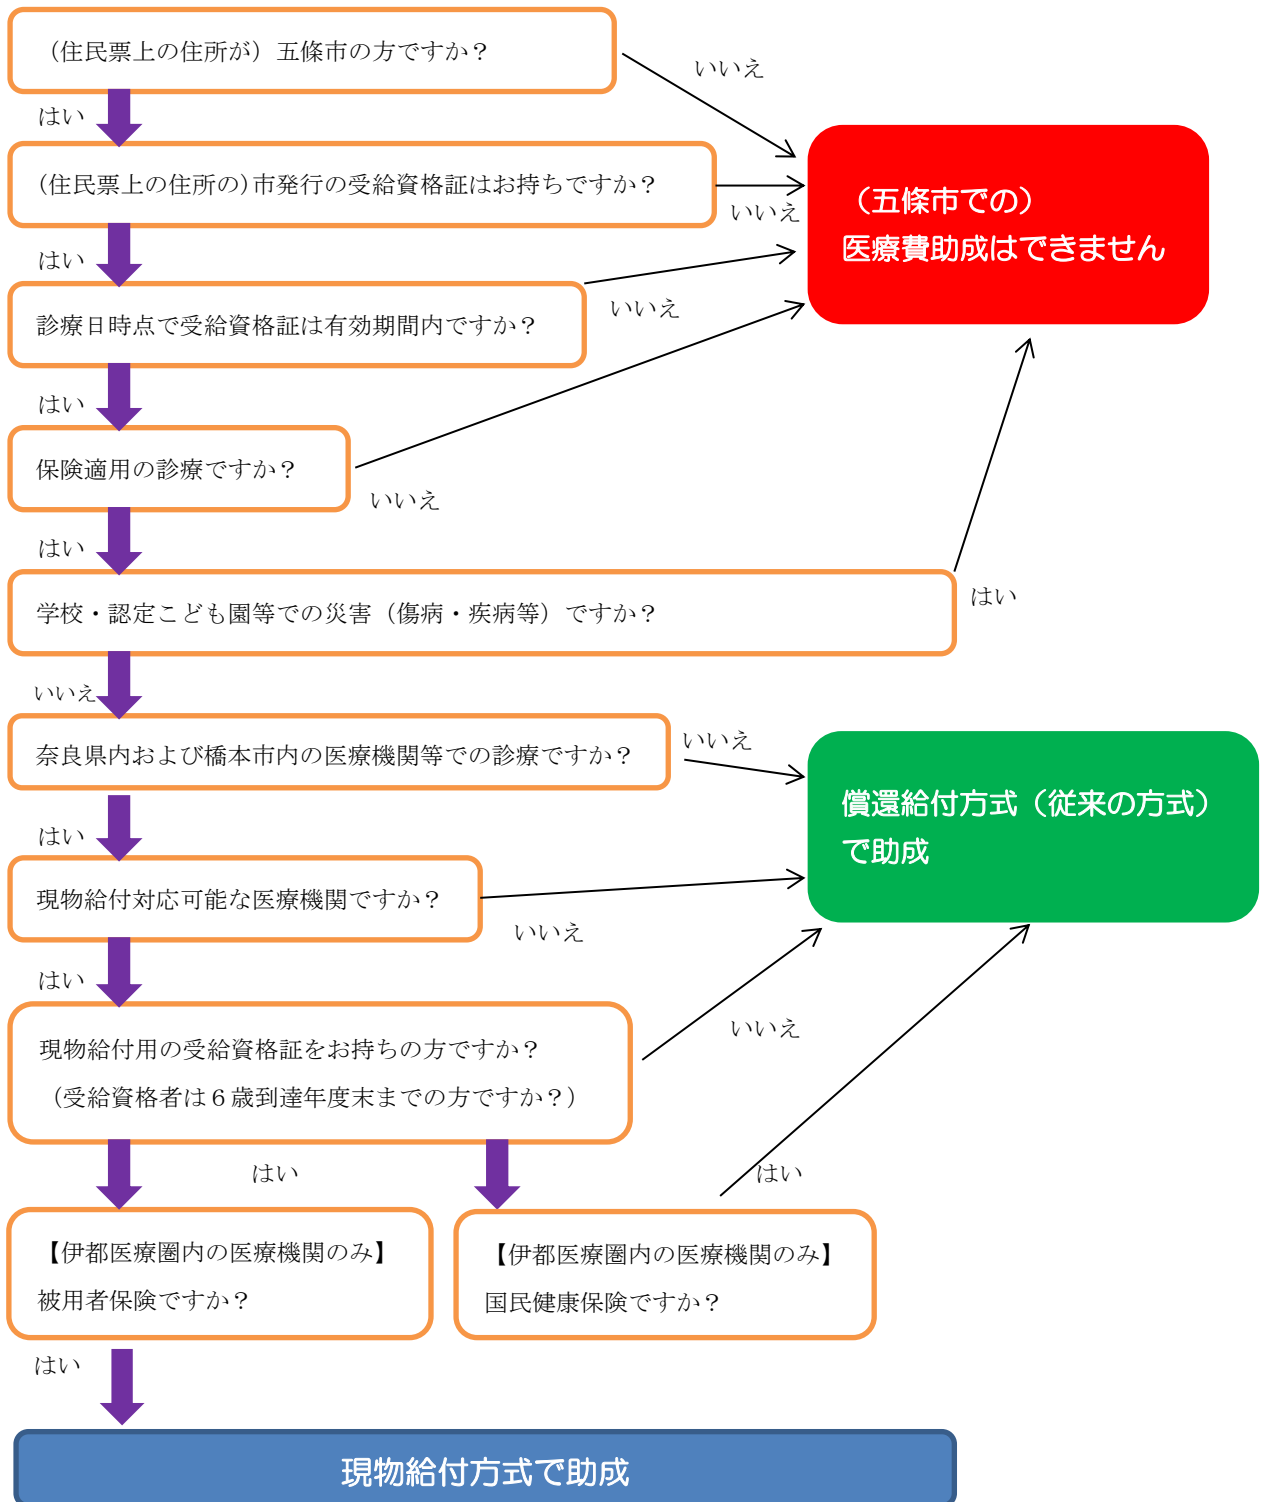 （住民票上の住所が）五條市の方ですか？
いいえ
はい
（住民票上の住所の）市発行の受給資格証はお持ちですか？
いいえ
（五條市での）
医療費助成はできません
はい
診療日時点で受給資格証は有効期間内ですか？
いいえ
はい
保険適用の診療ですか？
いいえ
はい
学校・認定こども園等での災害（傷病・疾病等）ですか？
はい
いいえ
奈良県内および橋本市内の医療機関等での診療ですか？
いいえ
償還給付方式（従来の方式）
で助成
はい
現物給付対応可能な医療機関ですか？
いいえ
はい
現物給付用の受給資格証をお持ちの方ですか？
（受給資格者は６歳到達年度末までの方ですか？）
いいえ
はい
はい
【伊都医療圏内の医療機関のみ】
被用者保険ですか？
【伊都医療圏内の医療機関のみ】
国民健康保険ですか？
はい
現物給付方式で助成